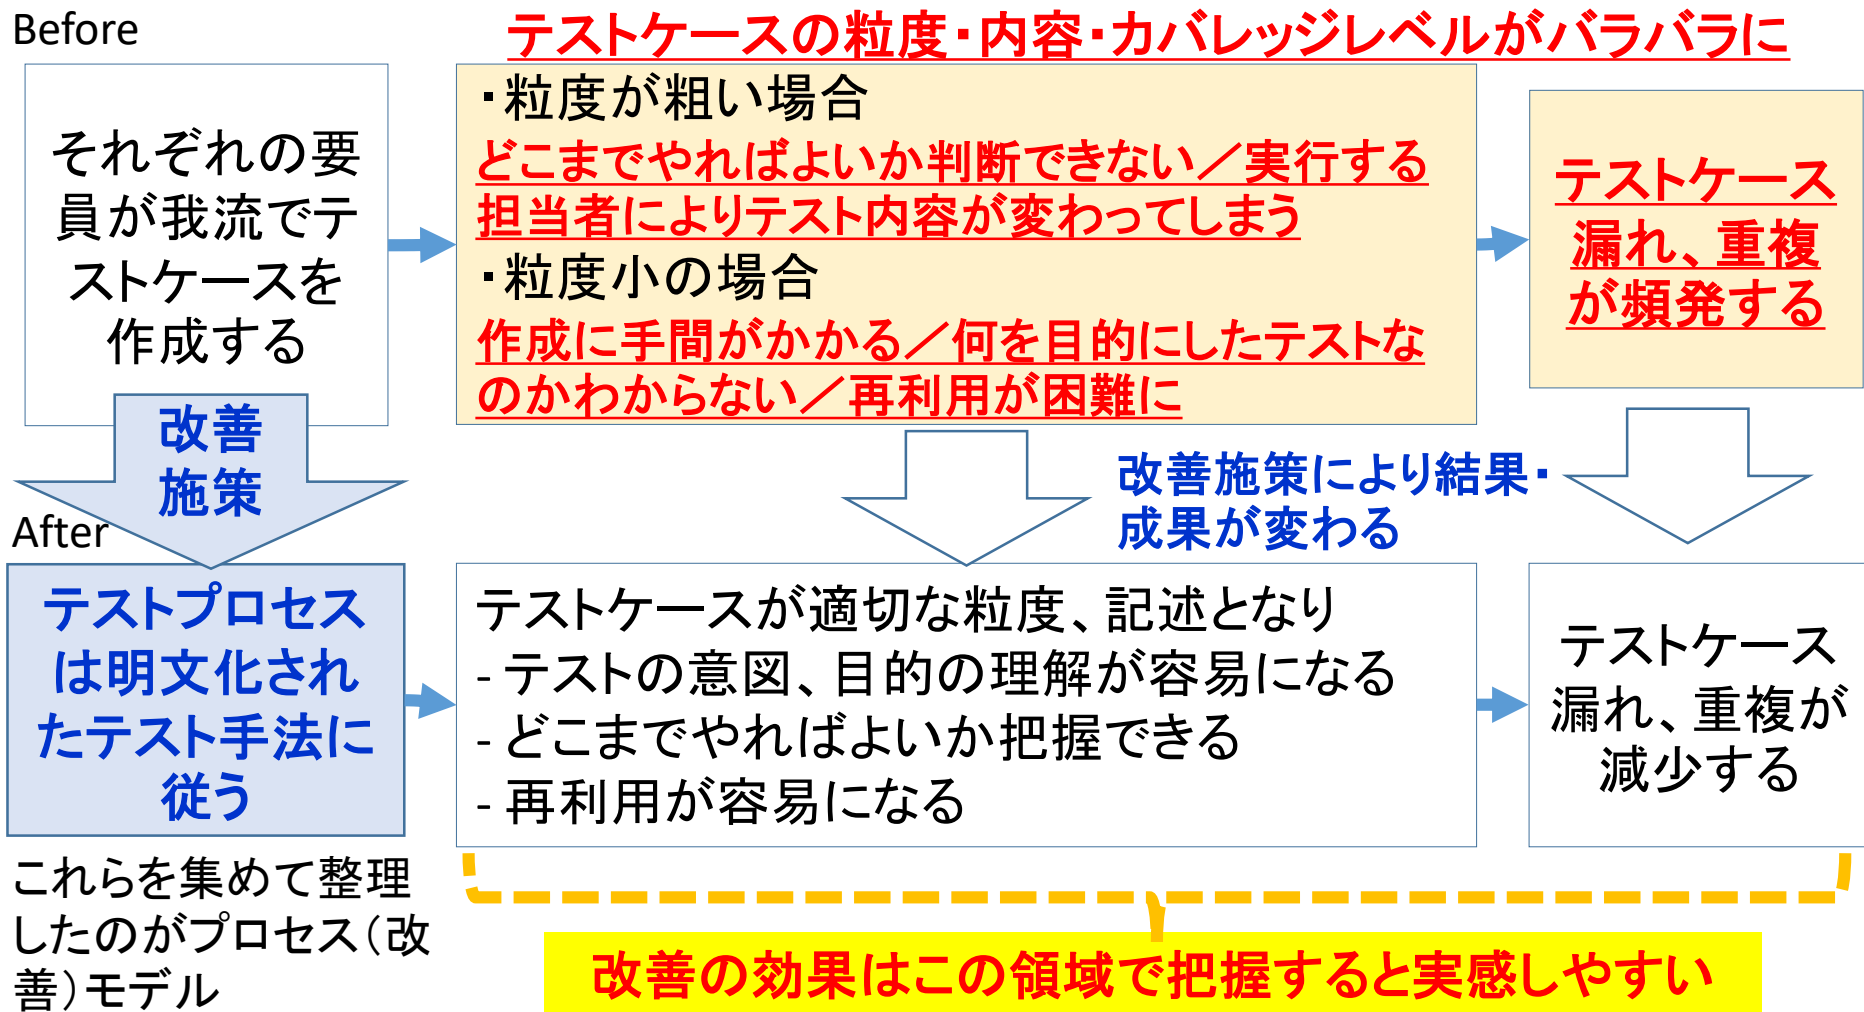 Before
テストケースの粒度・内容・カバレッジレベルがバラバラに
それぞれの要
員が我流でテ
ストケースを
作成する
・粒度が粗い場合
どこまでやればよいか判断できない／実行する
担当者によりテスト内容が変わってしまう
・粒度小の場合
作成に手間がかかる／何を目的にしたテストな
のかわからない／再利用が困難に
テストケース
漏れ、重複
が頻発する
改善
施策
改善施策により結果・
成果が変わる
After
テストプロセス
は明文化され
たテスト手法に
従う
テストケースが適切な粒度、記述となり
- テストの意図、目的の理解が容易になる
- どこまでやればよいか把握できる
- 再利用が容易になる
テストケース
漏れ、重複が
減少する
これらを集めて整理
したのがプロセス（改
善）モデル
改善の効果はこの領域で把握すると実感しやすい